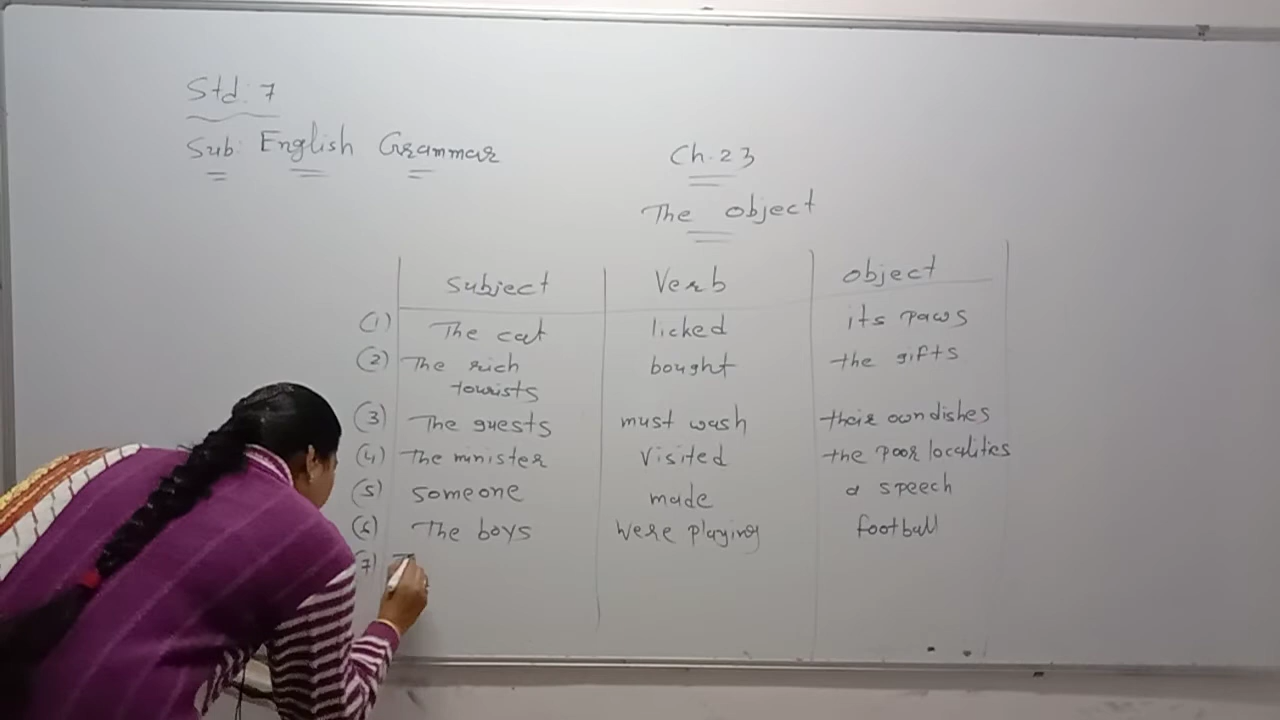 Std: 7
Sub: English Grammar
Ch. 23
The object
Subject Verb object
(1) The cat licked its paws
(2) The rich bought the gifts
tourists
(3) The guests must wash their own dishes
(4) The minister visited the poor localities
(5) someone made a speech
(6) The boys were playing football
(7) T